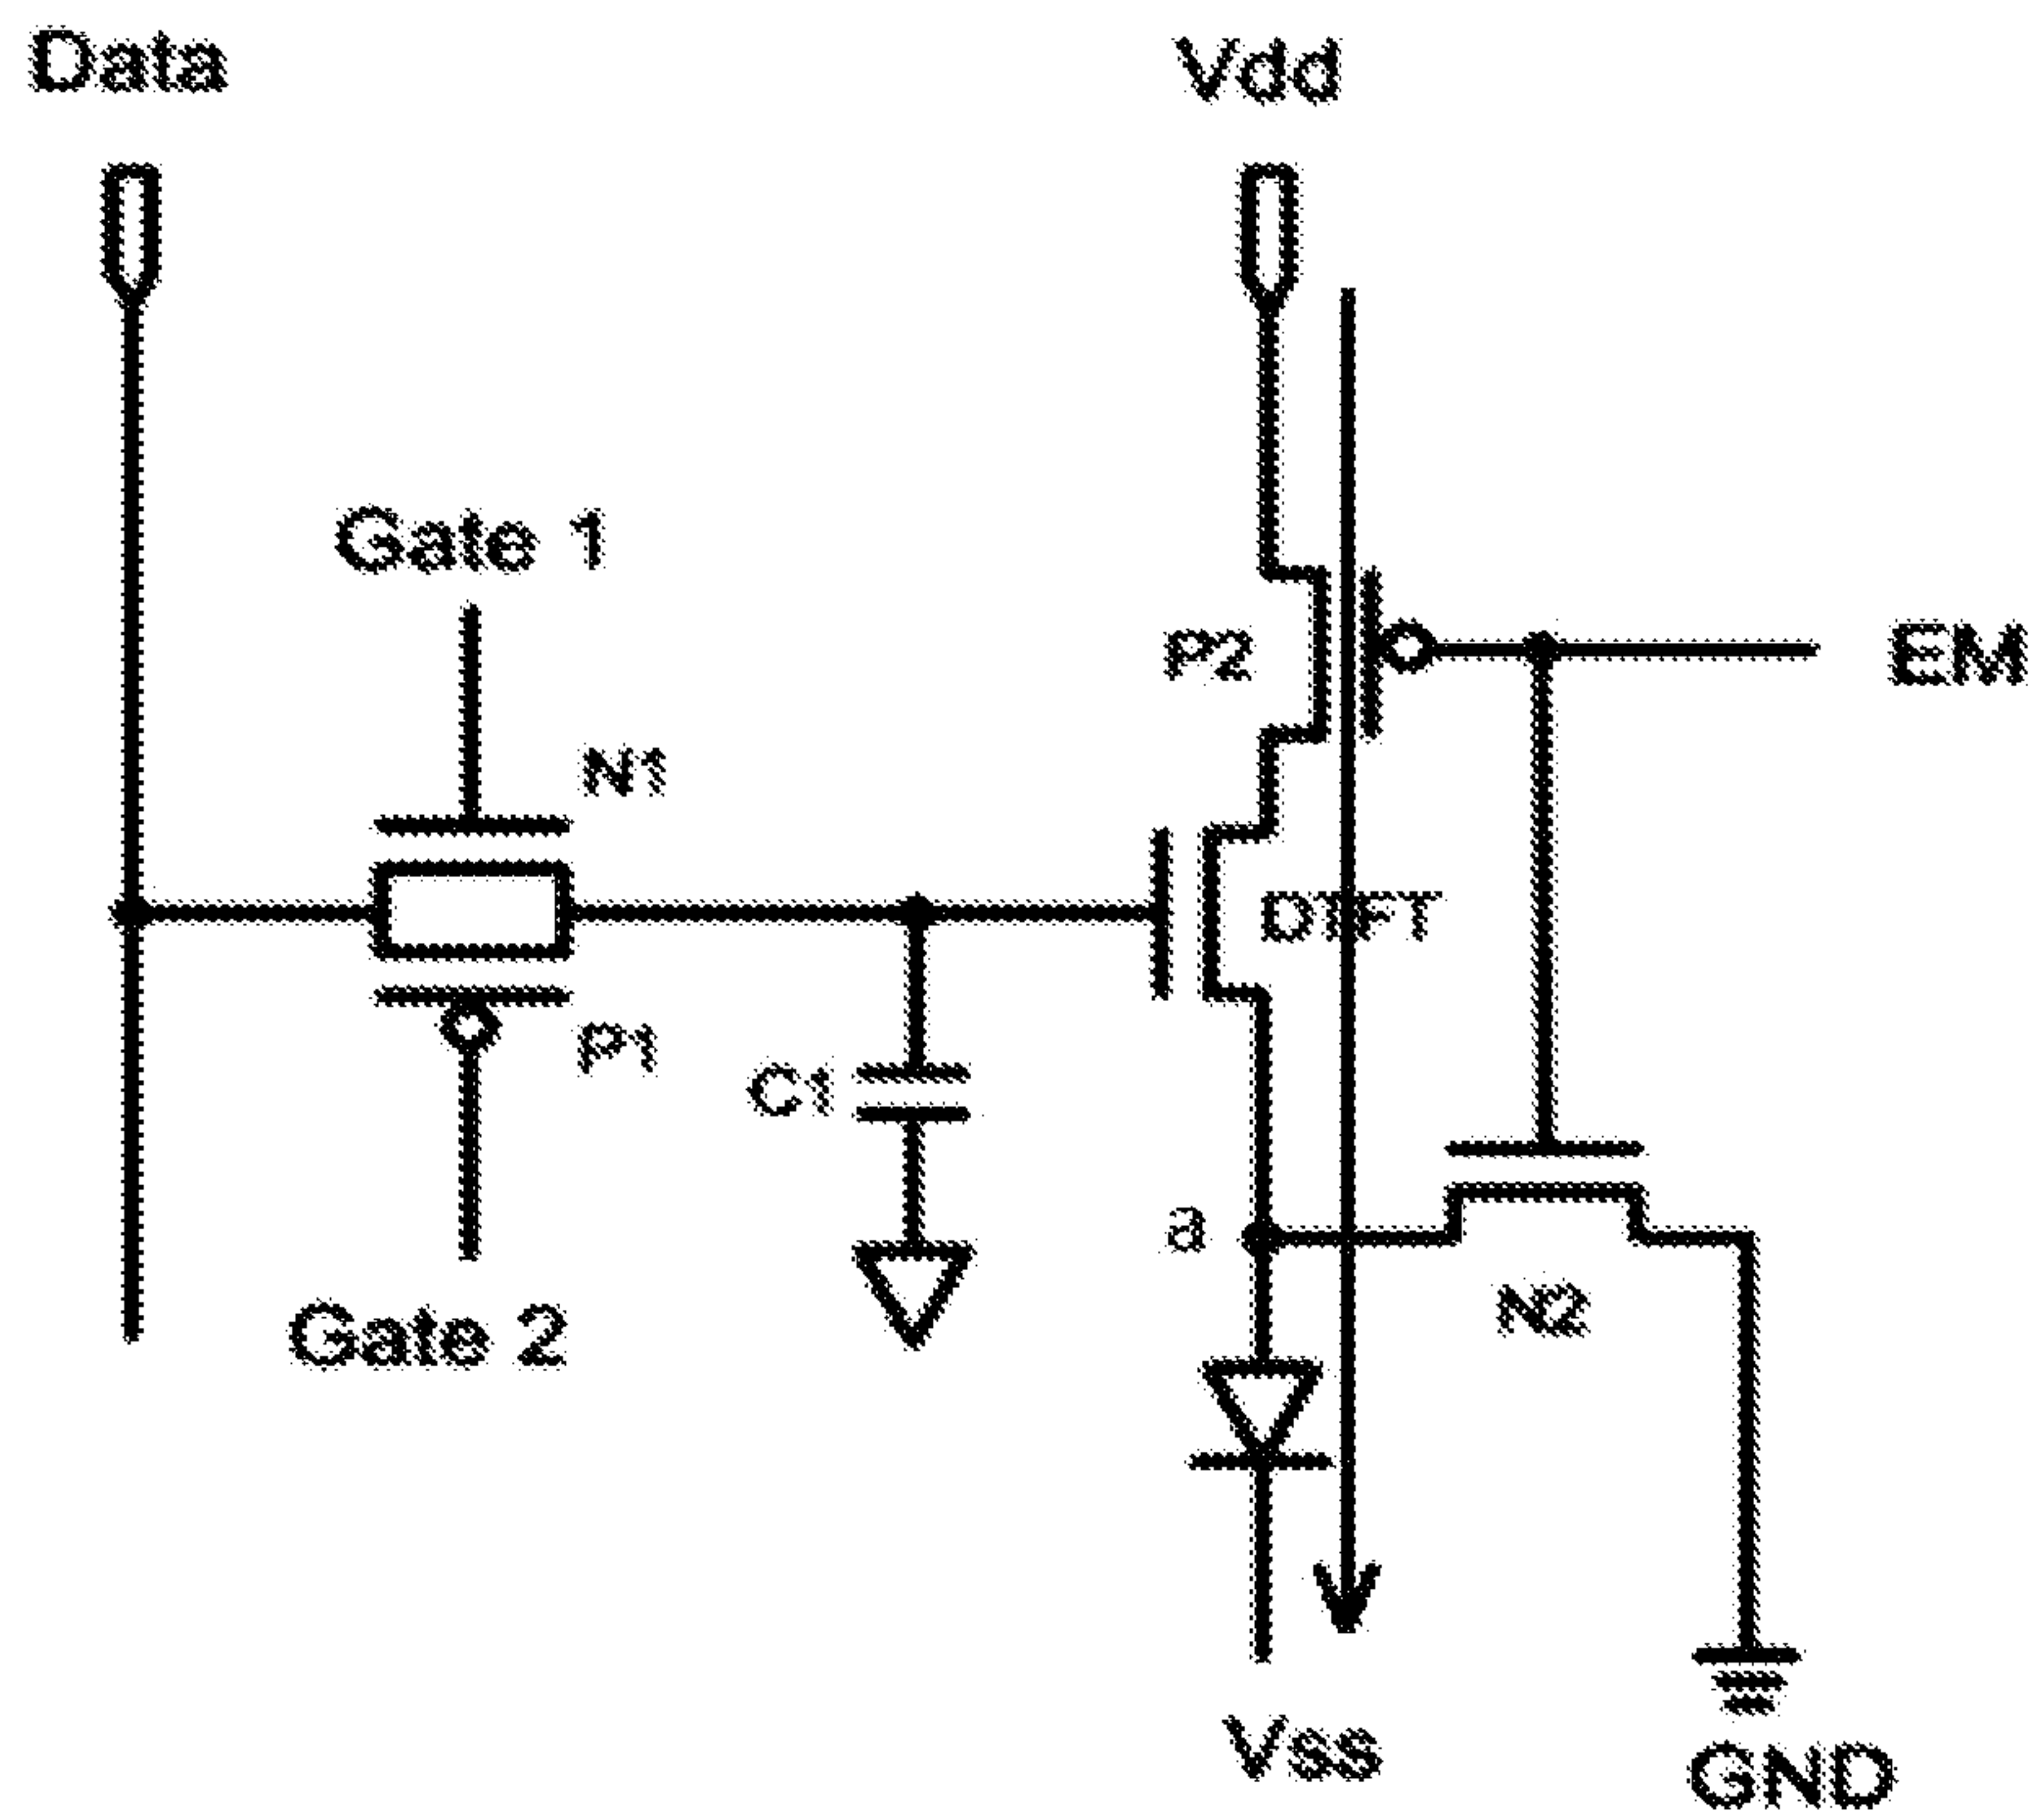 Data
Vdd
Gate 1
P2
EM
N1
DTFT
P1
C1
a
N2
Gate 2
Vss
GND